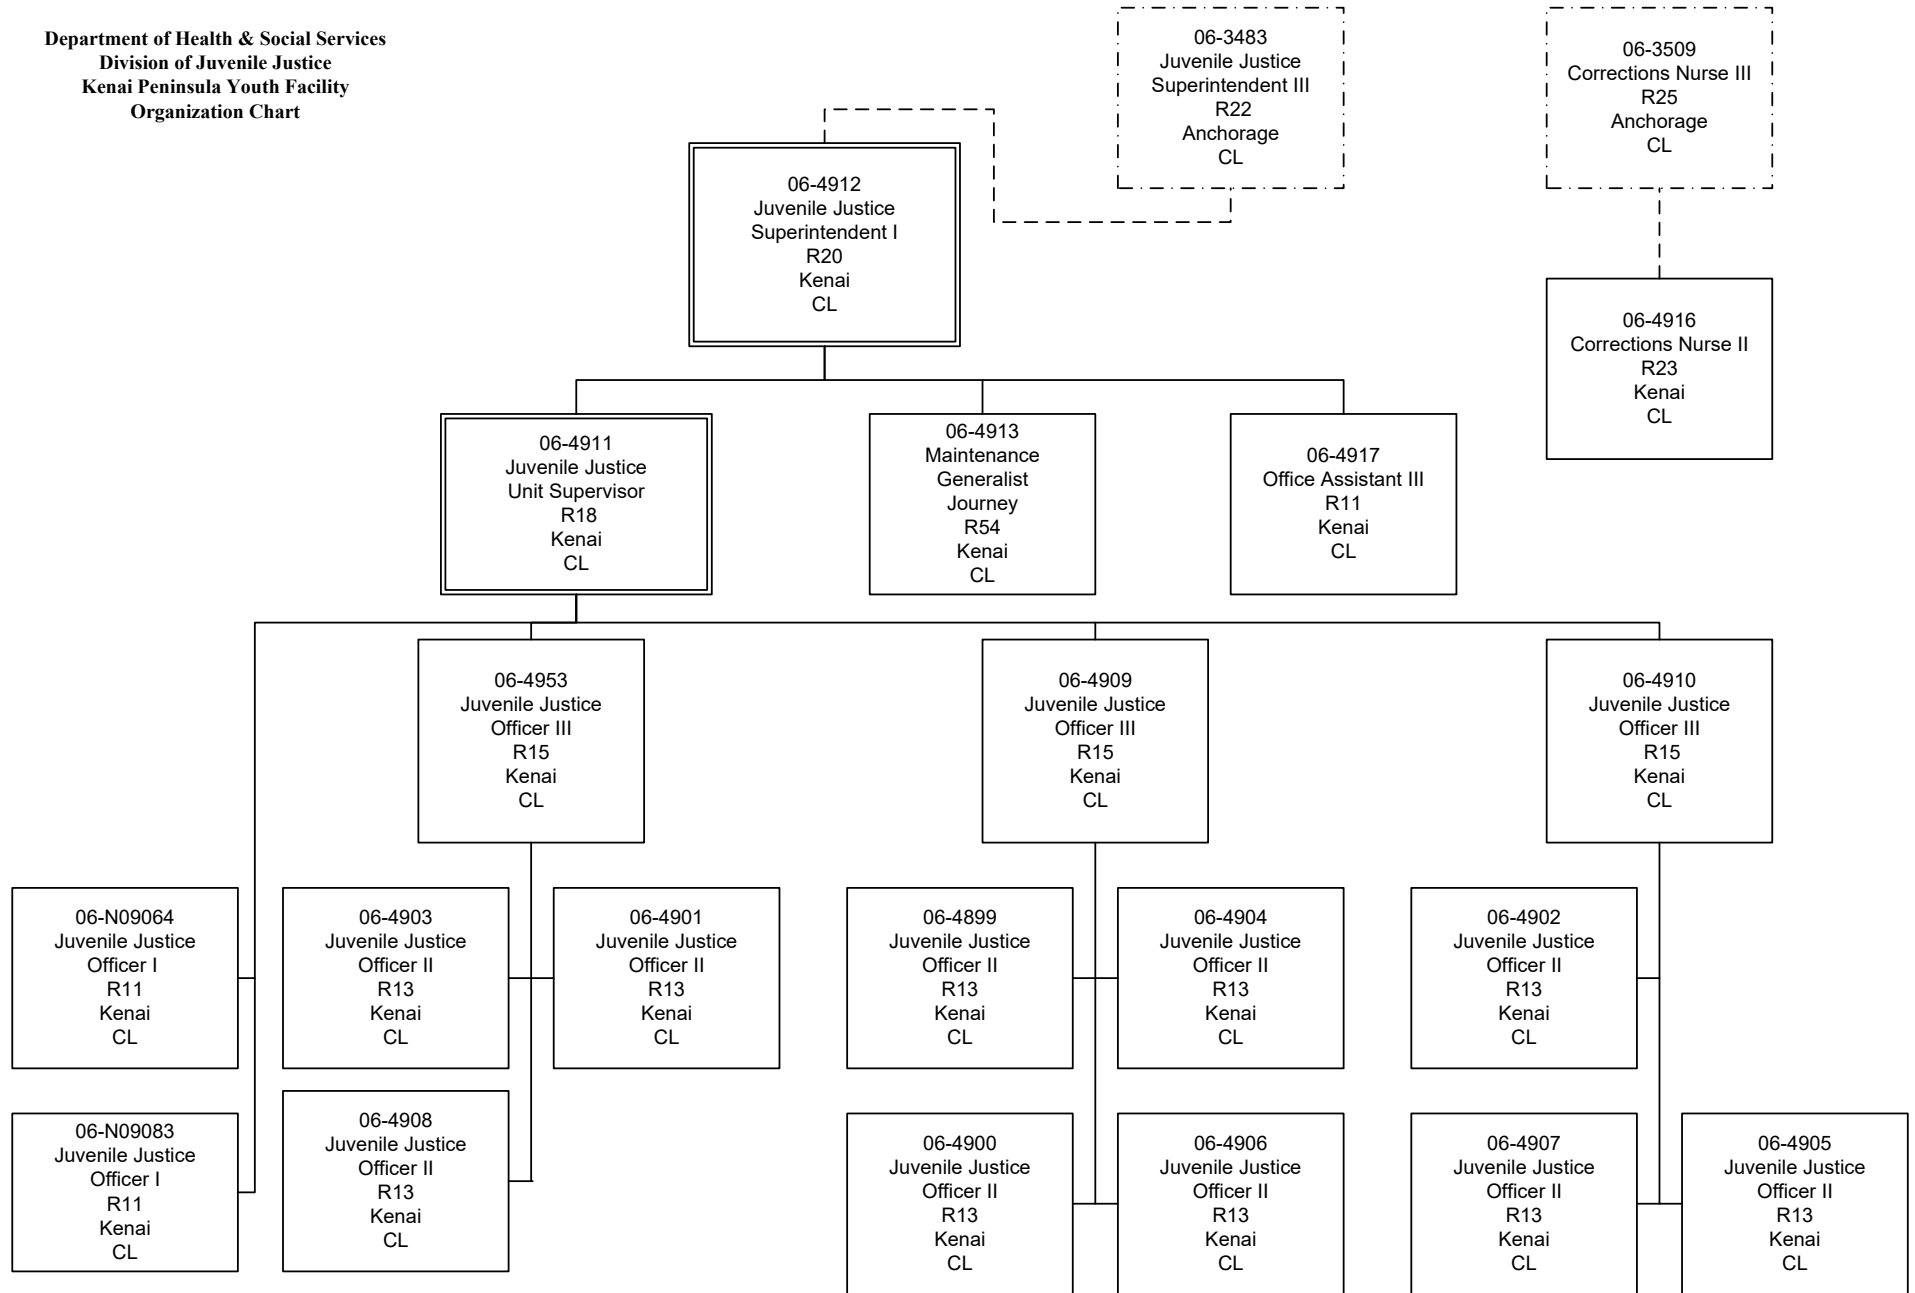 Department of Health & Social Services
Division of Juvenile Justice
Kenai Peninsula Youth Facility
Organization Chart
06-3483
Juvenile Justice
Superintendent III
R22
Anchorage
CL
06-3509
Corrections Nurse III
R25
Anchorage
CL
06-4912
Juvenile Justice
Superintendent I
R20
Kenai
CL
06-4916
Corrections Nurse II
R23
Kenai
CL
06-4911
Juvenile Justice
Unit Supervisor
R18
Kenai
CL
06-4913
Maintenance
Generalist
Journey
R54
Kenai
CL
06-4917
Office Assistant III
R11
Kenai
CL
06-4953
Juvenile Justice
Officer III
R15
Kenai
CL
06-4909
Juvenile Justice
Officer III
R15
Kenai
CL
06-4910
Juvenile Justice
Officer III
R15
Kenai
CL
06-N09064
Juvenile Justice
Officer I
R11
Kenai
CL
06-4903
Juvenile Justice
Officer II
R13
Kenai
CL
06-4901
Juvenile Justice
Officer II
R13
Kenai
CL
06-4899
Juvenile Justice
Officer II
R13
Kenai
CL
06-4904
Juvenile Justice
Officer II
R13
Kenai
CL
06-4902
Juvenile Justice
Officer II
R13
Kenai
CL
06-N09083
Juvenile Justice
Officer I
R11
Kenai
CL
06-4908
Juvenile Justice
Officer II
R13
Kenai
CL
06-4900
Juvenile Justice
Officer II
R13
Kenai
CL
06-4906
Juvenile Justice
Officer II
R13
Kenai
CL
06-4907
Juvenile Justice
Officer II
R13
Kenai
CL
06-4905
Juvenile Justice
Officer II
R13
Kenai
CL